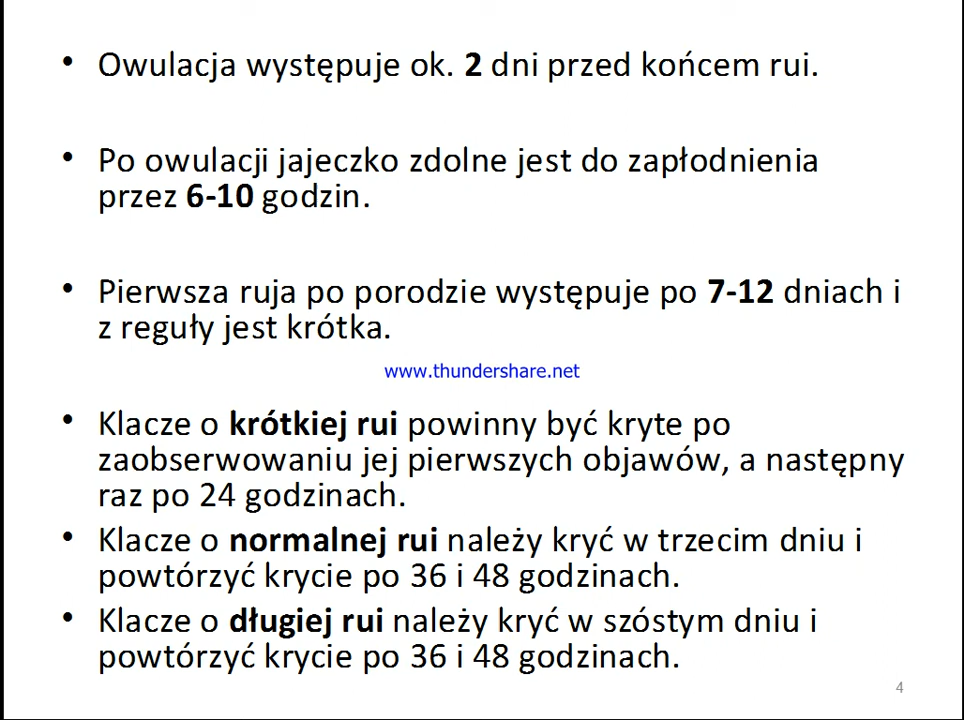 • Owulacja występuje ok. 2 dni przed końcem rui.
• Po owulacji jajeczko zdolne jest do zapłodnienia
przez 6-10 godzin.
• Pierwsza ruja po porodzie występuje po 7-12 dniach i
z reguły jest krótka.
www.thundershare.net
• Klacze o krótkiej rui powinny być kryte po
zaobserwowaniu jej pierwszych objawów, a następny
raz po 24 godzinach.
• Klacze o normalnej rui należy kryć w trzecim dniu i
powtórzyć krycie po 36 i 48 godzinach.
• Klacze o długiej rui należy kryć w szóstym dniu i
powtórzyć krycie po 36 i 48 godzinach.
4